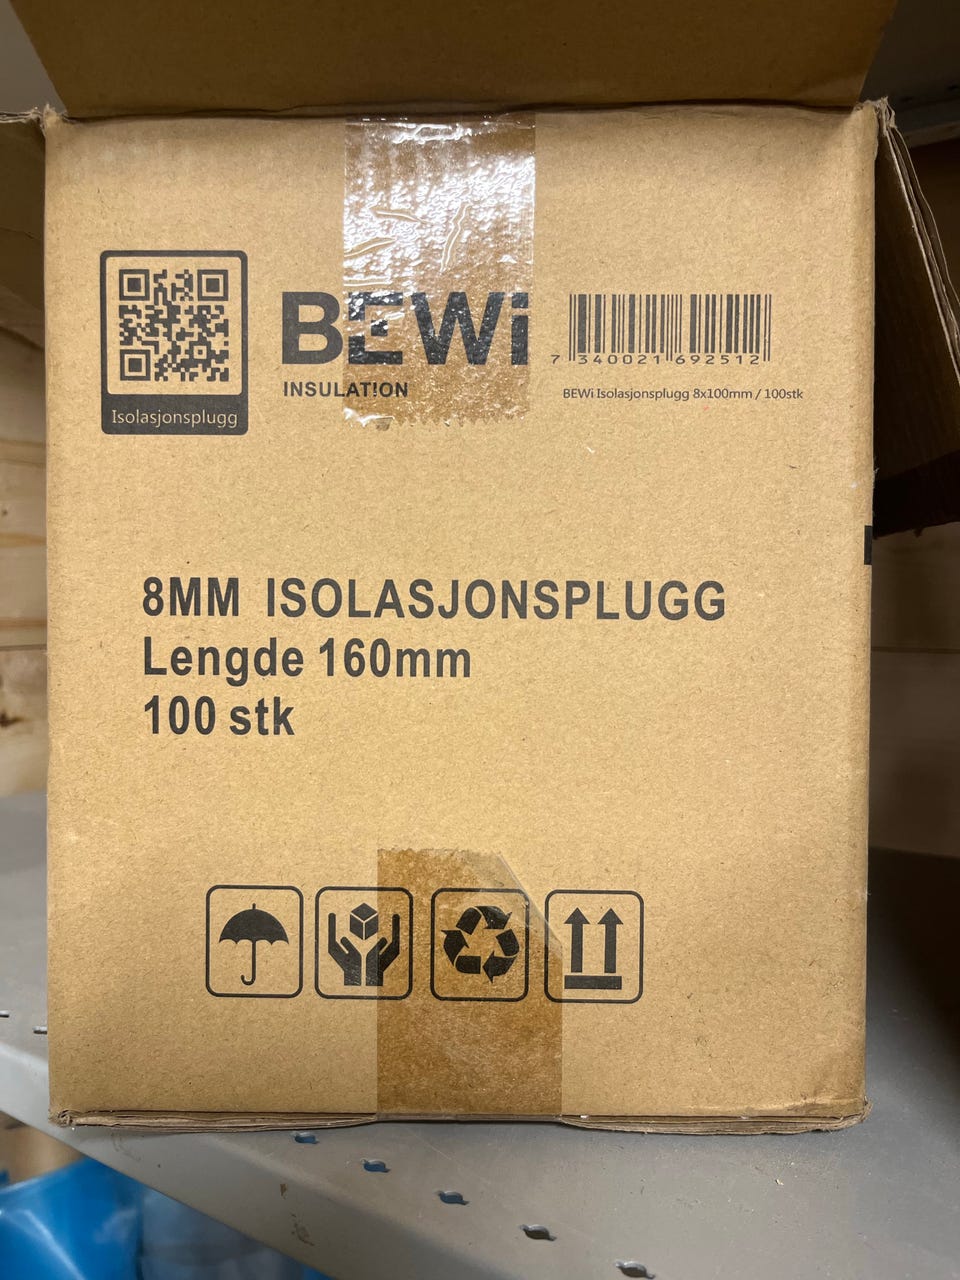 BEWi
INSULATION
Isolasjonsplugg
7 340021 692512
BEWi Isolasjonsplugg 8x100mm / 100stk
8MM ISOLASJONSPLUGG
Lengde 160mm
100 stk